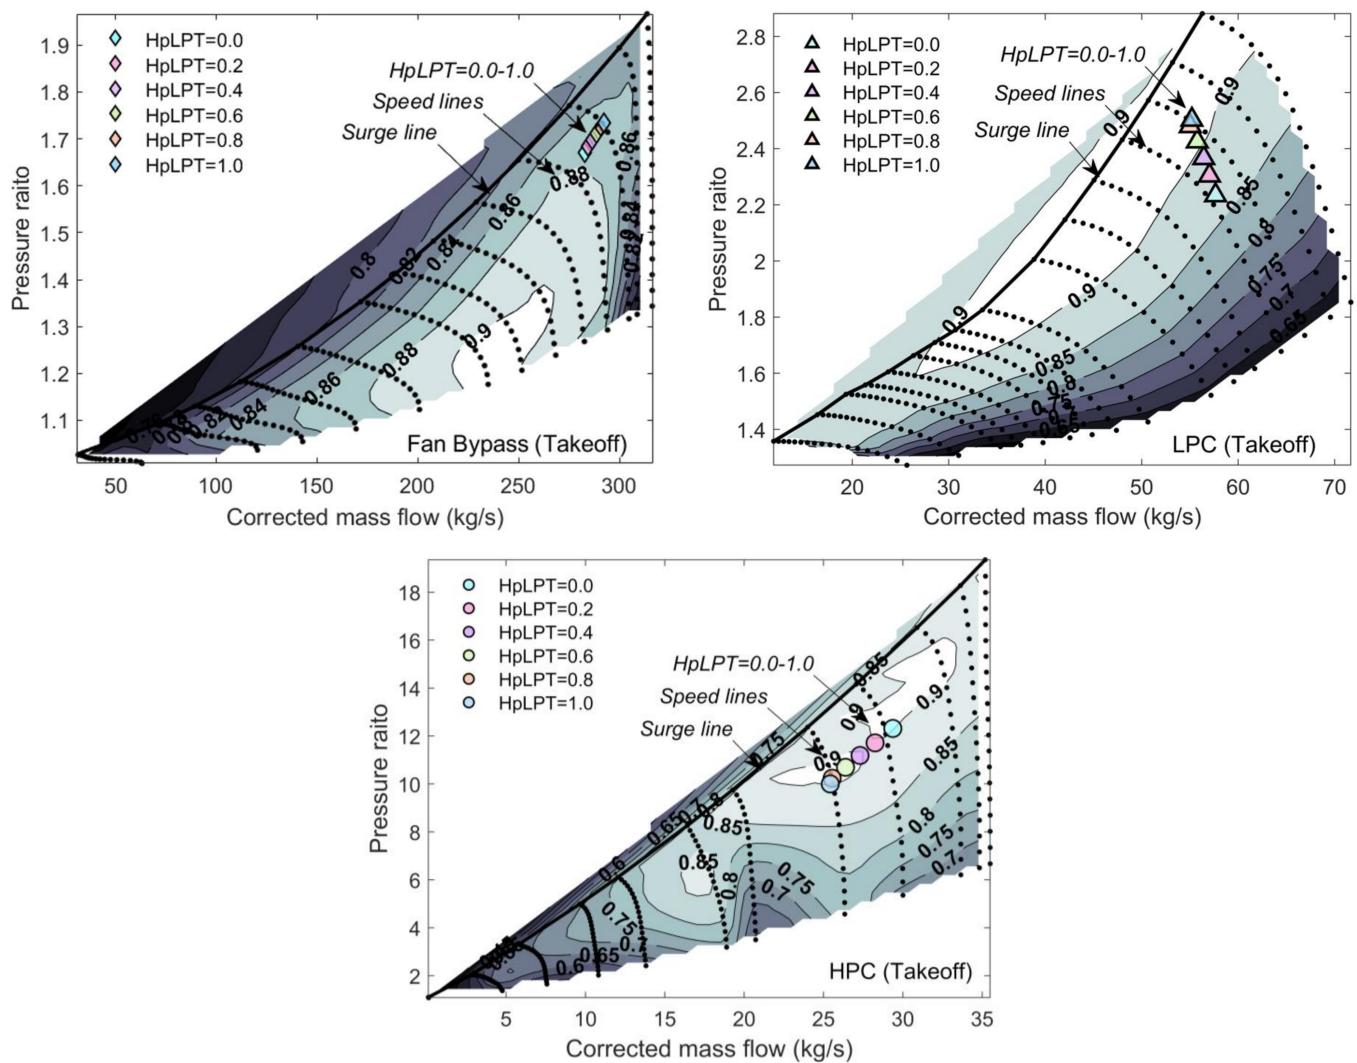 HpLPT=0.0
HpLPT=0.2
HpLPT=0.4
HpLPT=0.6
HpLPT=0.8
HpLPT=1.0
HpLPT=0.0-1.0
Speed lines
Surge line
1.9
1.8
1.7
1.6
1.5
1.4
1.3
1.2
1.1
Pressure raito
0.8
0.82
0.84
0.86
0.88
0.86
0.84
0.9
0.88
0.86
0.84
Fan Bypass (Takeoff)
50
100
150
200
250
300
Corrected mass flow (kg/s)
HpLPT=0.0
HpLPT=0.2
HpLPT=0.4
HpLPT=0.6
HpLPT=0.8
HpLPT=1.0
HpLPT=0.0-1.0
Speed lines
Surge line
2.8
2.6
2.4
2.2
2
1.8
1.6
1.4
Pressure raito
0.9
0.9
0.85
0.8
0.75
0.7
0.65
0.9
0.9
0.85
0.8
0.75
0.65
LPC (Takeoff)
20
30
40
50
60
70
Corrected mass flow (kg/s)
HpLPT=0.0
HpLPT=0.2
HpLPT=0.4
HpLPT=0.6
HpLPT=0.8
HpLPT=1.0
HpLPT=0.0-1.0
Speed lines
Surge line
18
16
14
12
10
8
6
4
2
Pressure raito
0.85
0.9
0.9
0.9
0.75
0.85
0.8
0.7
0.65
0.85
0.8
0.75
0.7
0.6
0.85
0.8
0.75
0.7
0.75
0.7
0.65
0.6
HPC (Takeoff)
5
10
15
20
25
30
35
Corrected mass flow (kg/s)